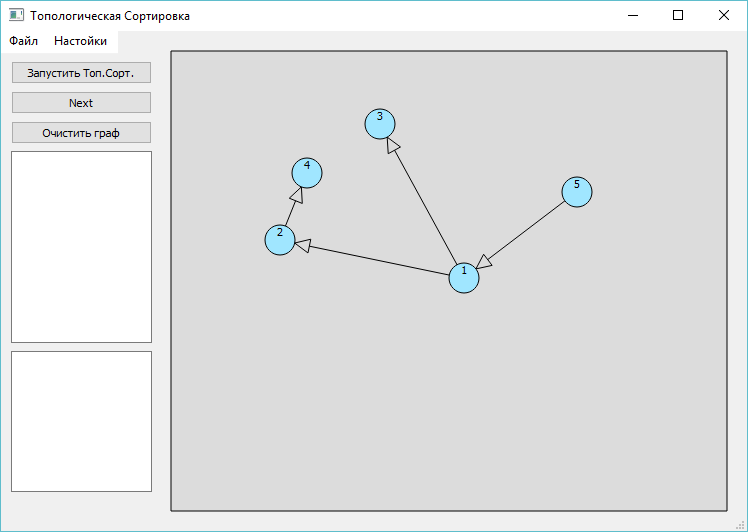 Топологическая Сортировка
Файл Настойки
Запустить Топ.Сорт.
Next
Очистить граф
3
4
5
2
1